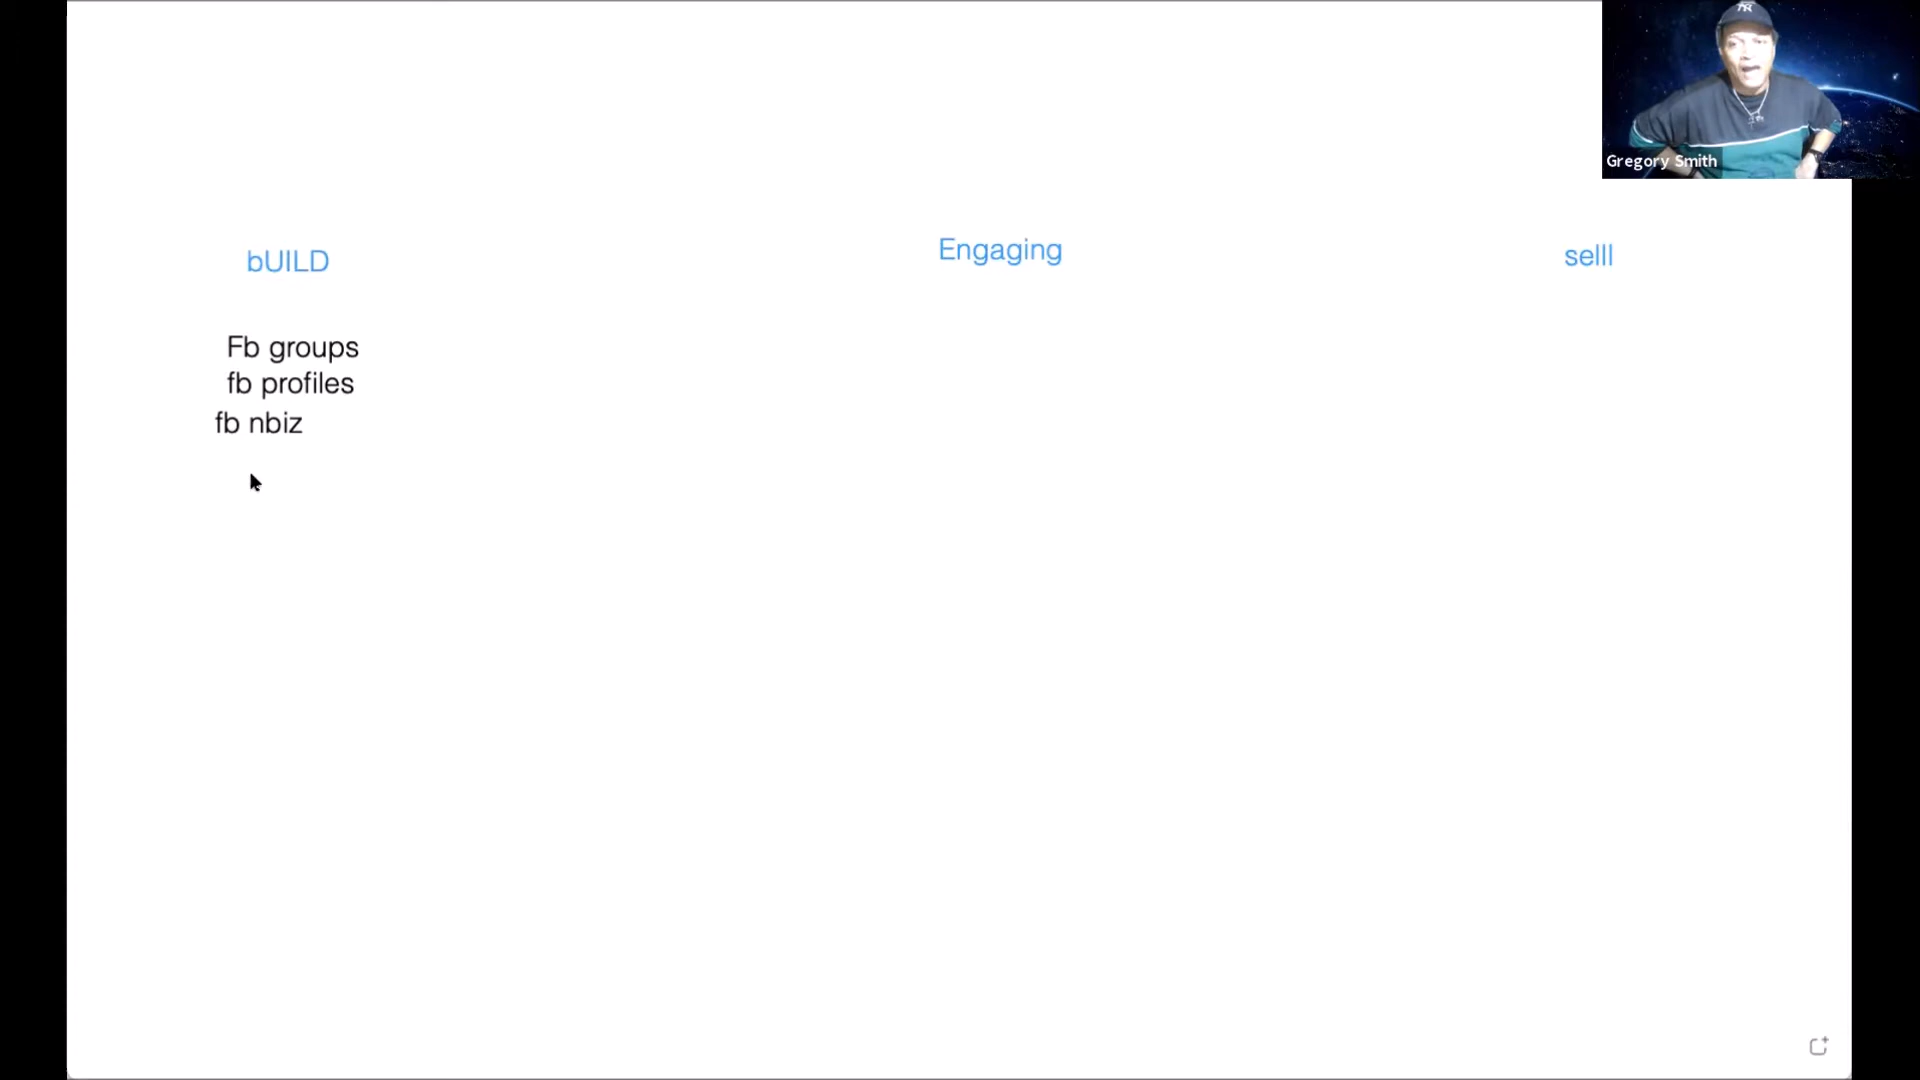 Gregory Smith
bUILD
Engaging
selll
Fb groups
fb profiles
fb nbiz